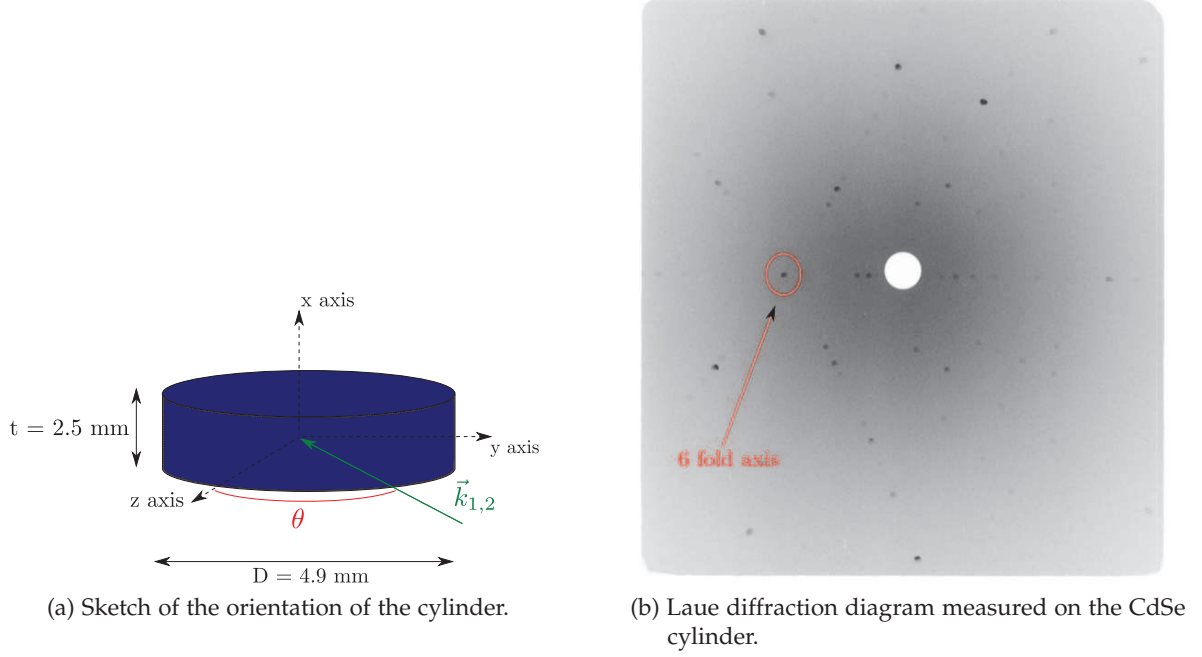 x axis
t = 2.5 mm
y axis
z axis
θ
k⃗1,2
D = 4.9 mm
(a) Sketch of the orientation of the cylinder.
6 fold axis
(b) Laue diffraction diagram measured on the CdSe
cylinder.